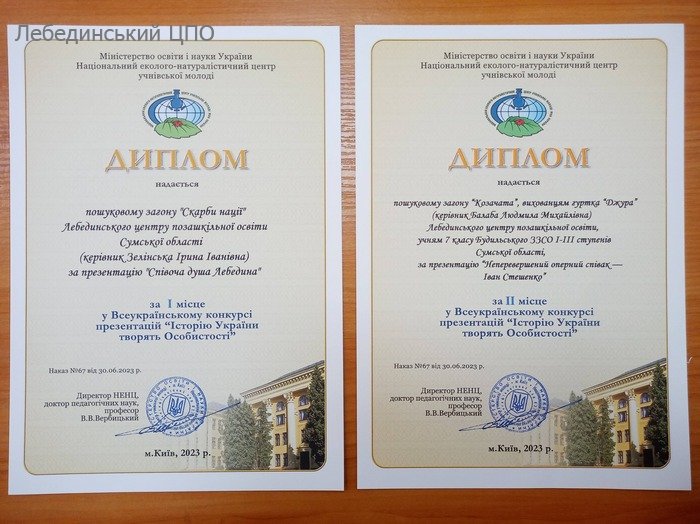 Лебединський ЦПО
Міністерство освіти і науки України
Національний еколого-натуралістичний центр
учнівської молоді
ДИПЛОМ
надається
пошуковому загону "Скарби нації"
Лебединського центру позашкільної освіти
Сумської області
(керівник Зелінська Ірина Іванівна)
за презентацію "Співоча душа Лебедина"
за І місце
у Всеукраїнському конкурсі
презентацій "Історію України
творять Особистості"
Наказ №67 від 30.06.2023 р.
Директор НЕНЦ,
доктор педагогічних наук,
професор
В.В.Вербицький
м.Київ, 2023 р.
Міністерство освіти і науки України
Національний еколого-натуралістичний центр
учнівської молоді
ДИПЛОМ
надається
пошуковому загону "Козачата", вихованцям гуртка "Джура"
(керівник Балаба Людмила Михайлівна)
Лебединського центру позашкільної освіти,
учням 7 класу Будильського ЗЗСО І-ІІІ ступенів
Сумської області,
за презентацію "Неперевершений оперний співак —
Іван Стешенко"
за ІІ місце
у Всеукраїнському конкурсі
презентацій "Історію України
творять Особистості"
Наказ №67 від 30.06.2023 р.
Директор НЕНЦ,
доктор педагогічних наук,
професор
В.В.Вербицький
м.Київ, 2023 р.